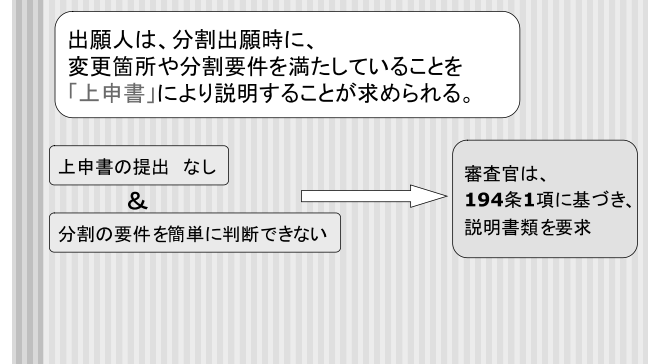 出願人は、分割出願時に、
変更箇所や分割要件を満たしていることを
「上申書」により説明することが求められる。
上申書の提出　なし
&
分割の要件を簡単に判断できない
審査官は、
194条1項に基づき、
説明書類を要求